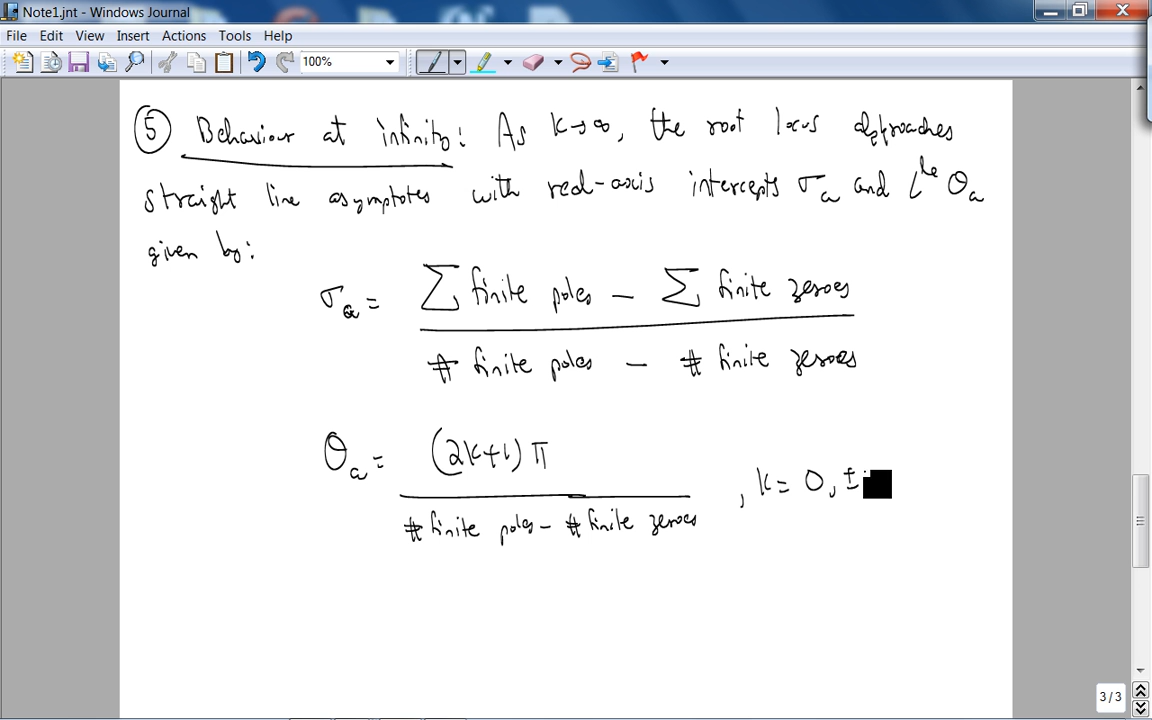 Note1.jnt - Windows Journal
File Edit View Insert Actions Tools Help
100%
⑤ Behaviour at infinity: As k→∞, the root locus approaches
straight line asymptotes with real-axis intercepts σa and Lle θa
given by:
σa = Σ finite poles - Σ finite zeroes
# finite poles - # finite zeroes
θa = (2k+1) π
# finite poles - # finite zeroes , k = 0, ±
3 / 3